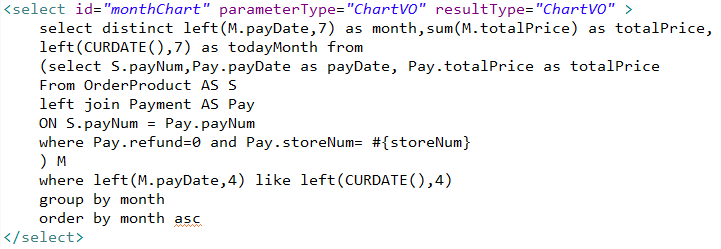 <select id="monthChart" parameterType="ChartVO" resultType="ChartVO" >
select distinct left(M.payDate,7) as month,sum(M.totalPrice) as totalPrice,
left(CURDATE(),7) as todayMonth from
(select S.payNum,Pay.payDate as payDate, Pay.totalPrice as totalPrice
From OrderProduct AS S
left join Payment AS Pay
ON S.payNum = Pay.payNum
where Pay.refund=0 and Pay.storeNum= #{storeNum}
) M
where left(M.payDate,4) like left(CURDATE(),4)
group by month
order by month asc
</select>